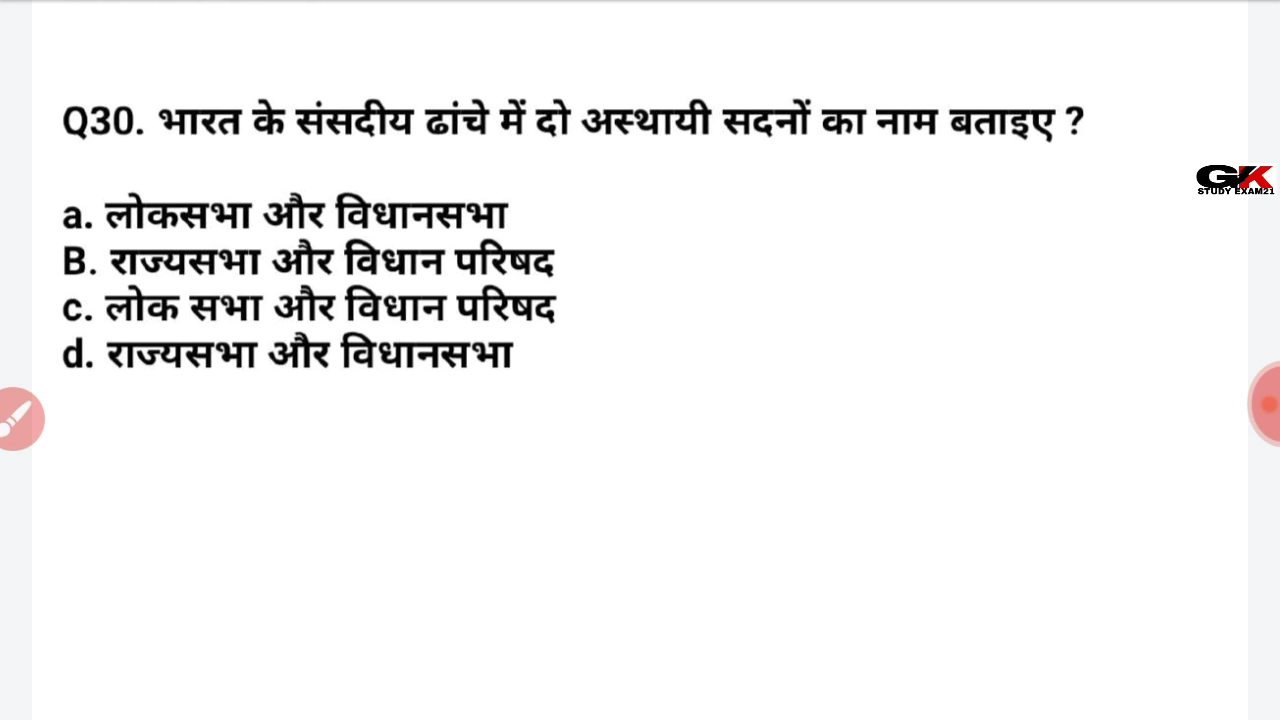 Q30. भारत के संसदीय ढांचे में दो अस्थायी सदनों का नाम बताइए ?
GK
STUDY EXAM21
a. लोकसभा और विधानसभा
B. राज्यसभा और विधान परिषद
c. लोक सभा और विधान परिषद
d. राज्यसभा और विधानसभा